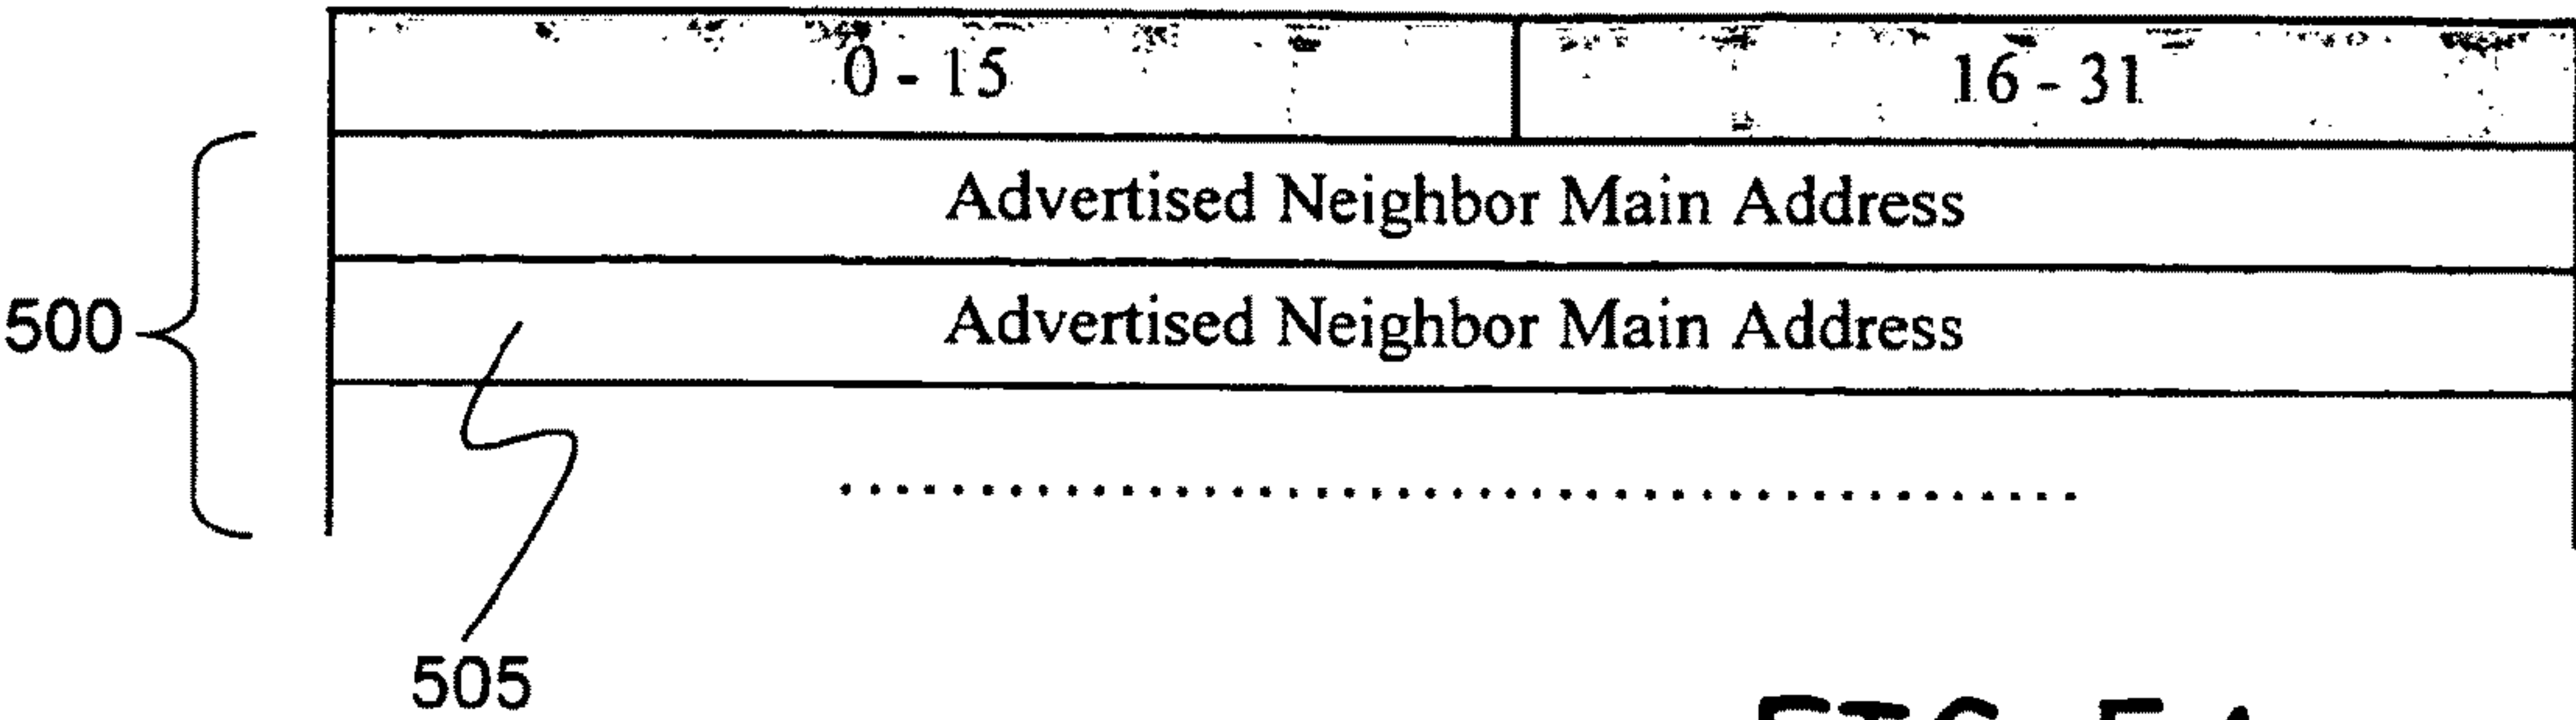 0 - 15 16 - 31
Advertised Neighbor Main Address
500 Advertised Neighbor Main Address
505